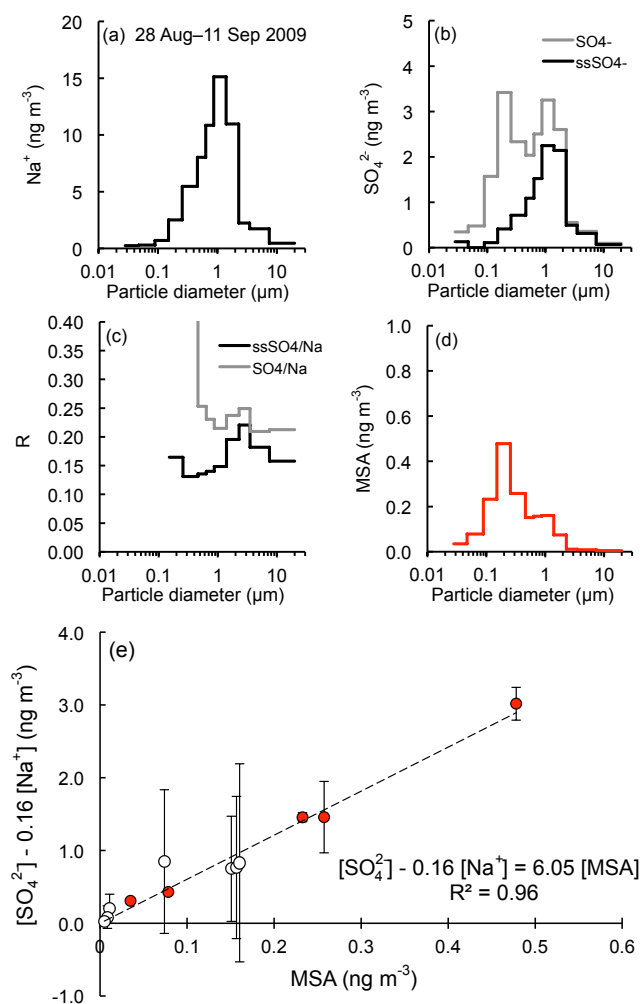 (a) 28 Aug–11 Sep 2009
Na⁺ (ng m⁻³)
20
15
10
5
0
0.01 0.1 1 10 100
Particle diameter (µm)
(b)
SO4-
ssSO4-
SO₄²⁻ (ng m⁻³)
5
4
3
2
1
0
0.01 0.1 1 10 100
Particle diameter (µm)
(c)
ssSO4/Na
SO4/Na
R
0.40
0.35
0.30
0.25
0.20
0.15
0.10
0.05
0.00
0.01 0.1 1 10 100
Particle diameter (µm)
(d)
MSA (ng m⁻³)
1.0
0.8
0.6
0.4
0.2
0.0
0.01 0.1 1 10 100
Particle diameter (µm)
(e)
[SO₄²] - 0.16 [Na⁺] (ng m⁻³)
4.0
3.0
2.0
1.0
0.0
-1.0
[SO₄²] - 0.16 [Na⁺] = 6.05 [MSA]
R² = 0.96
0 0.1 0.2 0.3 0.4 0.5 0.6
MSA (ng m⁻³)